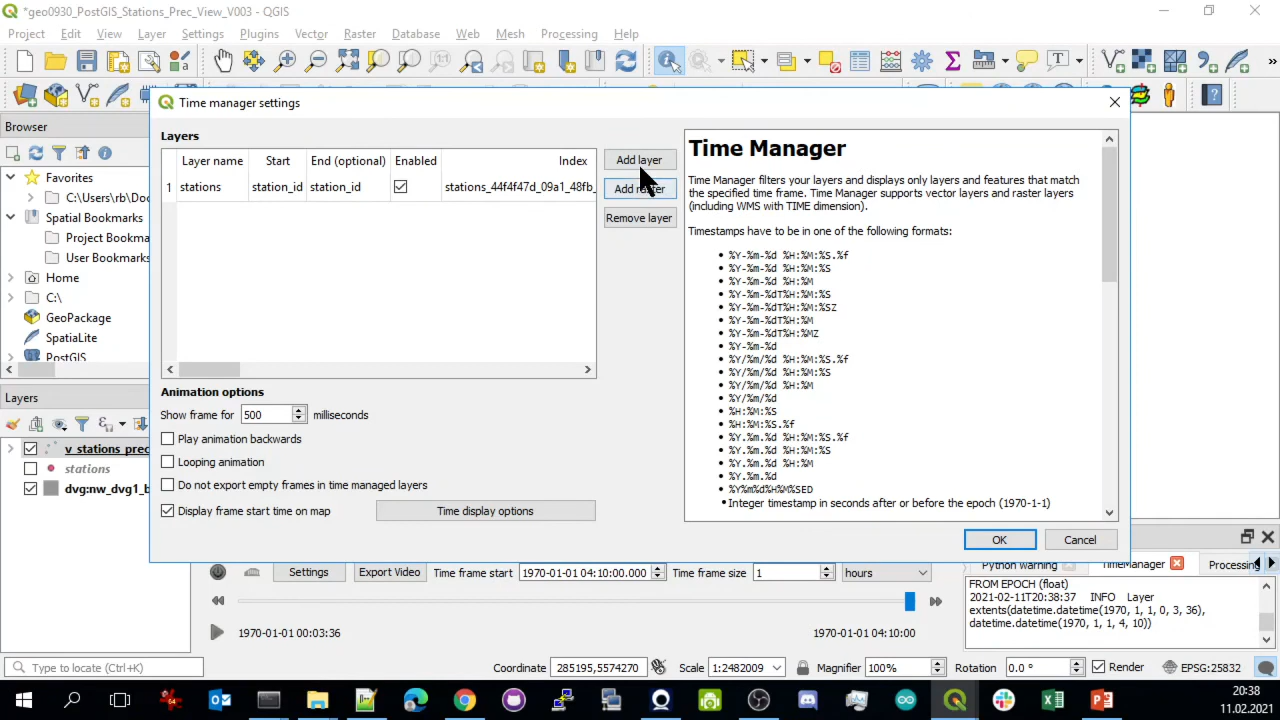 *geo0930_PostGIS_Stations_Prec_View_V003 - QGIS
Project Edit View Layer Settings Plugins Vector Raster Database Web Mesh Processing Help
Browser
Favorites
C:\Users\rb\Doc
Spatial Bookmarks
Project Bookma
User Bookmarks
Home
C:\
GeoPackage
SpatiaLite
PostGIS
Layers
v_stations_prec
stations
dvg:nw_dvg1_b
Time manager settings
Layers
Layer name Start End (optional) Enabled Index
1 stations station_id station_id stations_44f4f47d_09a1_48fb_
Add layer
Add raster
Remove layer
Animation options
Show frame for 500 milliseconds
Play animation backwards
Looping animation
Do not export empty frames in time managed layers
Display frame start time on map Time display options
Time Manager
Time Manager filters your layers and displays only layers and features that match
the specified time frame. Time Manager supports vector layers and raster layers
(including WMS with TIME dimension).
Timestamps have to be in one of the following formats:
• %Y-%m-%d %H:%M:%S.%f
• %Y-%m-%d %H:%M:%S
• %Y-%m-%d %H:%M
• %Y-%m-%dT%H:%M:%S
• %Y-%m-%dT%H:%M:%SZ
• %Y-%m-%dT%H:%M
• %Y-%m-%dT%H:%MZ
• %Y-%m-%d
• %Y/%m/%d %H:%M:%S.%f
• %Y/%m/%d %H:%M:%S
• %Y/%m/%d %H:%M
• %Y/%m/%d
• %H:%M:%S
• %H:%M:%S.%f
• %Y.%m.%d %H:%M:%S.%f
• %Y.%m.%d %H:%M:%S
• %Y.%m.%d %H:%M
• %Y.%m.%d
• %Y%m%d%H%M%SED
• Integer timestamp in seconds after or before the epoch (1970-1-1)
OK Cancel
Settings Export Video Time frame start 1970-01-01 04:10:00.000 Time frame size 1 hours
1970-01-01 00:03:36 1970-01-01 04:10:00
Python warning TimeManager Processing
FROM EPOCH (float)
2021-02-11T20:38:37 INFO Layer
extents(datetime.datetime(1970, 1, 1, 0, 3, 36),
datetime.datetime(1970, 1, 1, 4, 10))
Type to locate (Ctrl+K) Coordinate 285195,5574270 Scale 1:2482009 Magnifier 100% Rotation 0.0 ° Render EPSG:25832
20:38
11.02.2021